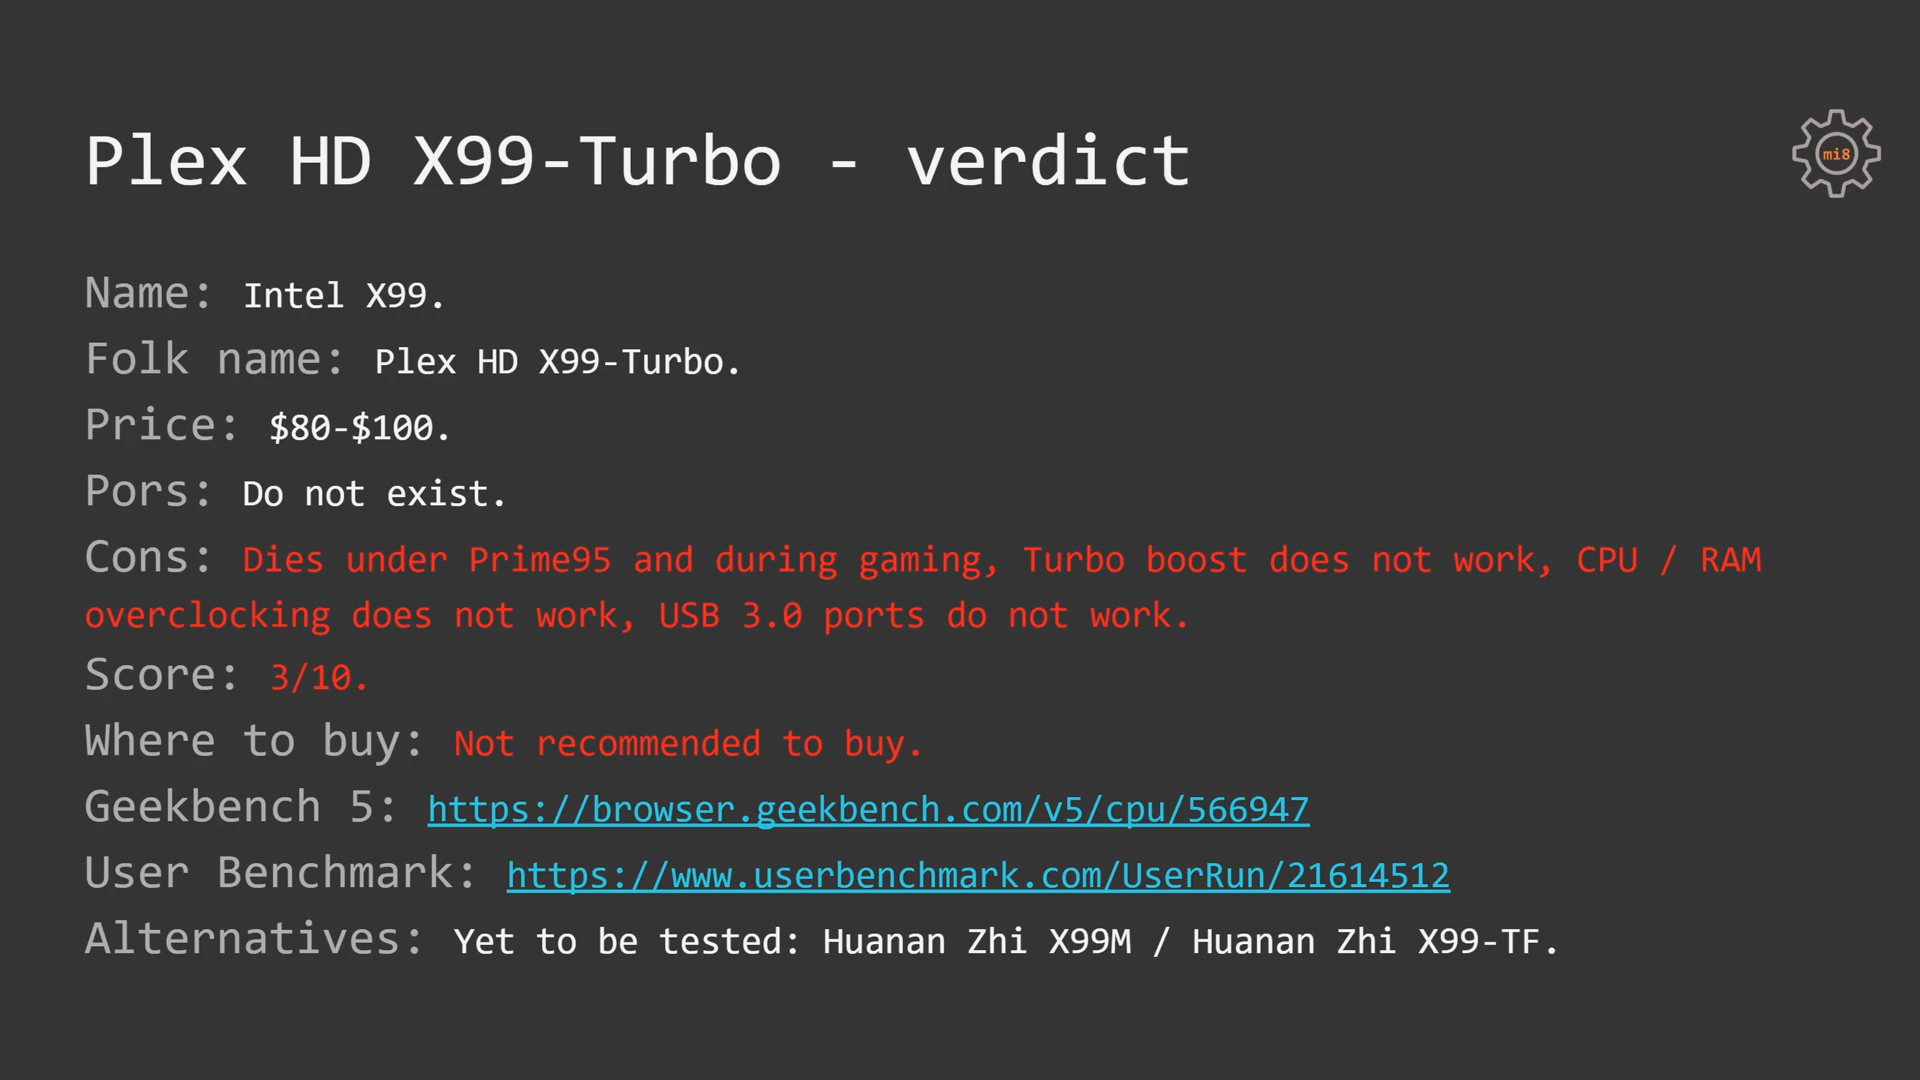 Plex HD X99-Turbo - verdict
mi8
Name: Intel X99.
Folk name: Plex HD X99-Turbo.
Price: $80-$100.
Pors: Do not exist.
Cons: Dies under Prime95 and during gaming, Turbo boost does not work, CPU / RAM
overclocking does not work, USB 3.0 ports do not work.
Score: 3/10.
Where to buy: Not recommended to buy.
Geekbench 5: https://browser.geekbench.com/v5/cpu/566947
User Benchmark: https://www.userbenchmark.com/UserRun/21614512
Alternatives: Yet to be tested: Huanan Zhi X99M / Huanan Zhi X99-TF.